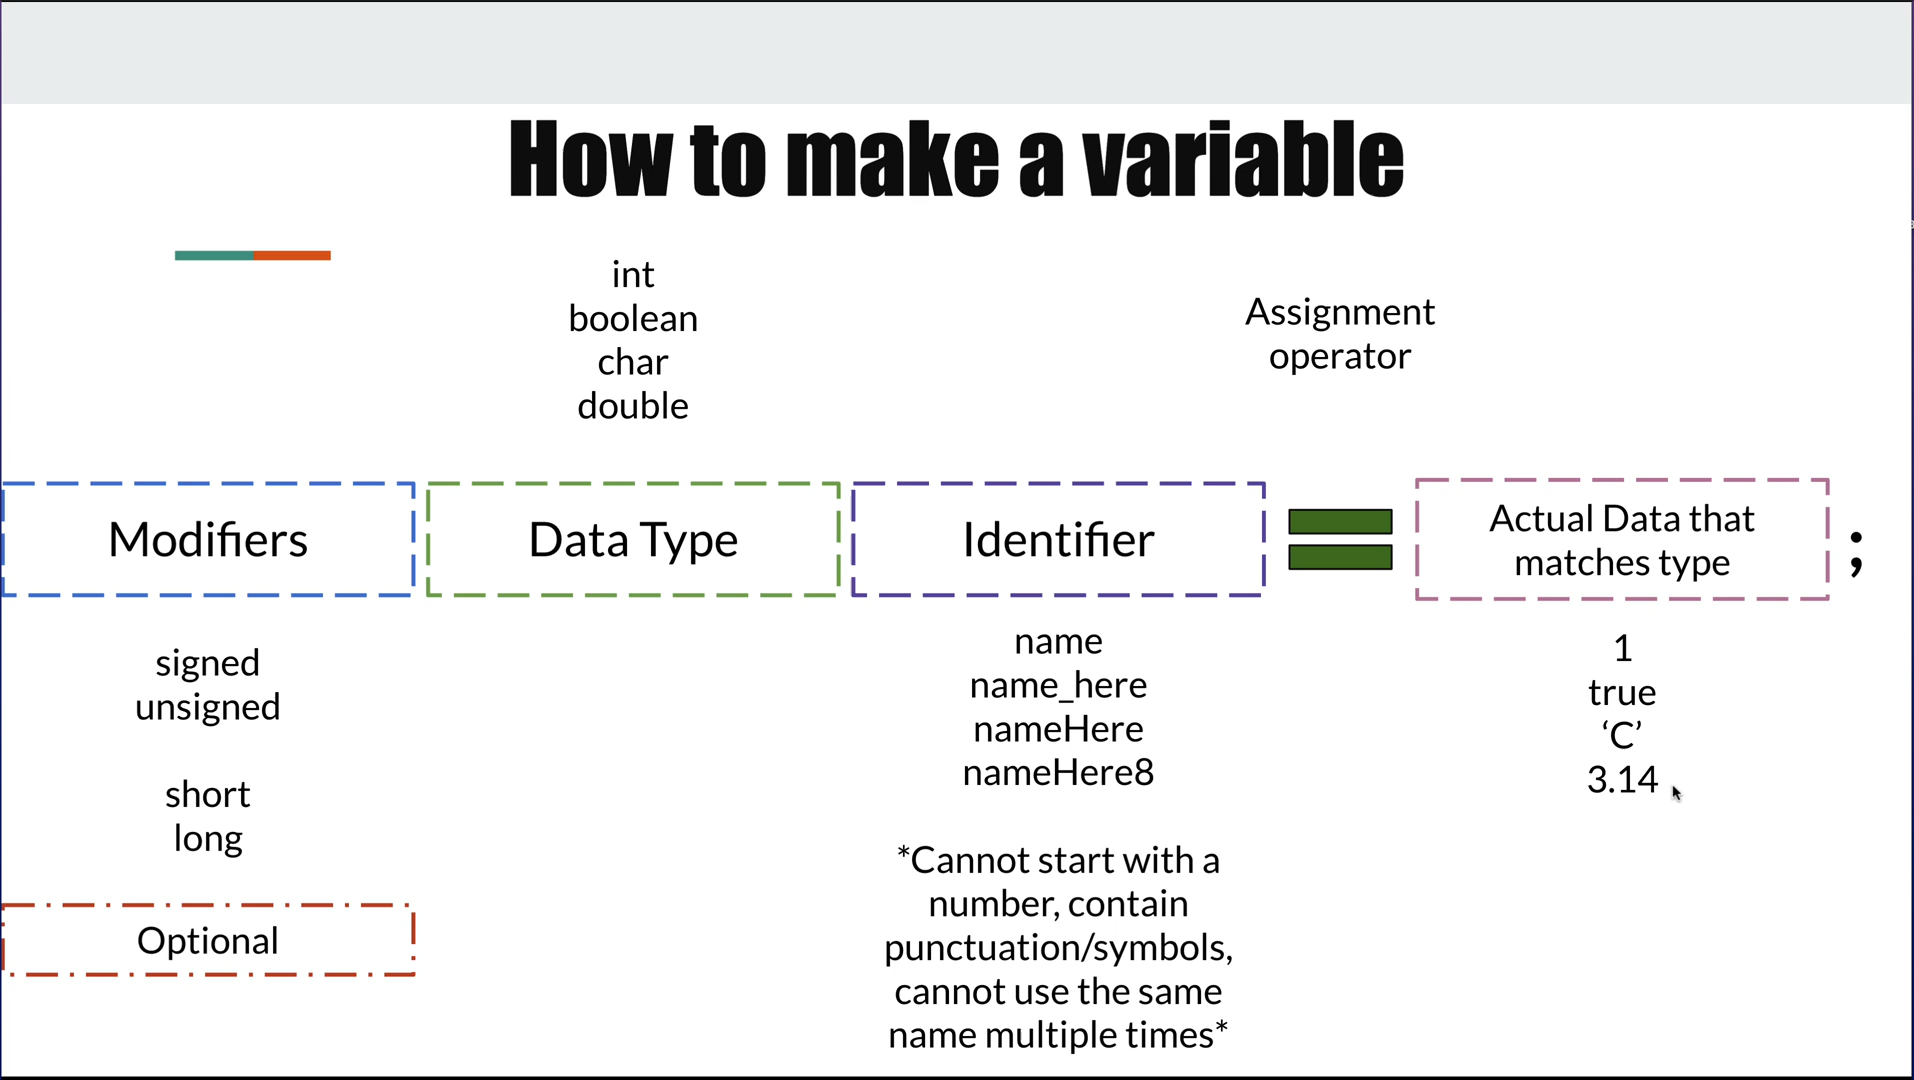 How to make a variable
int
boolean
char
double
Assignment
operator
Modifiers
Data Type
Identifier
Actual Data that
matches type
;
signed
unsigned
short
long
Optional
name
name_here
nameHere
nameHere8
*Cannot start with a
number, contain
punctuation/symbols,
cannot use the same
name multiple times*
1
true
‘C’
3.14